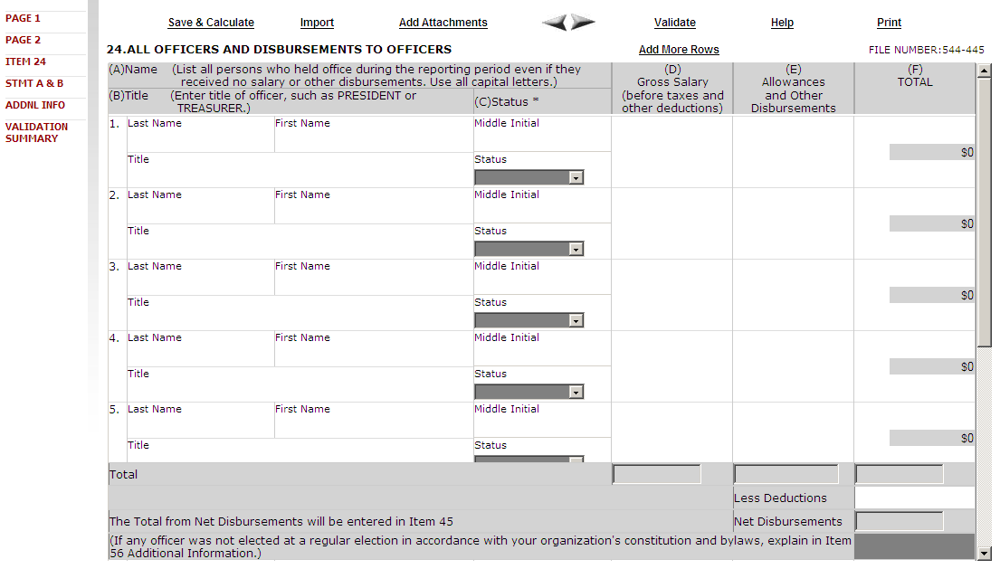 PAGE 1
PAGE 2
ITEM 24
STMT A & B
ADDNL INFO
VALIDATION
SUMMARY
Save & Calculate Import Add Attachments Validate Help Print
24.ALL OFFICERS AND DISBURSEMENTS TO OFFICERS Add More Rows FILE NUMBER:544-445
(A)Name (List all persons who held office during the reporting period even if they
received no salary or other disbursements. Use all capital letters.)
(B)Title (Enter title of officer, such as PRESIDENT or
TREASURER.)
(C)Status *
(D)
Gross Salary
(before taxes and
other deductions)
(E)
Allowances
and Other
Disbursements
(F)
TOTAL
1. Last Name First Name Middle Initial
$0
Title Status
2. Last Name First Name Middle Initial
$0
Title Status
3. Last Name First Name Middle Initial
$0
Title Status
4. Last Name First Name Middle Initial
$0
Title Status
5. Last Name First Name Middle Initial
$0
Title Status
Total
Less Deductions
The Total from Net Disbursements will be entered in Item 45 Net Disbursements
(If any officer was not elected at a regular election in accordance with your organization's constitution and bylaws, explain in Item
56 Additional Information.)